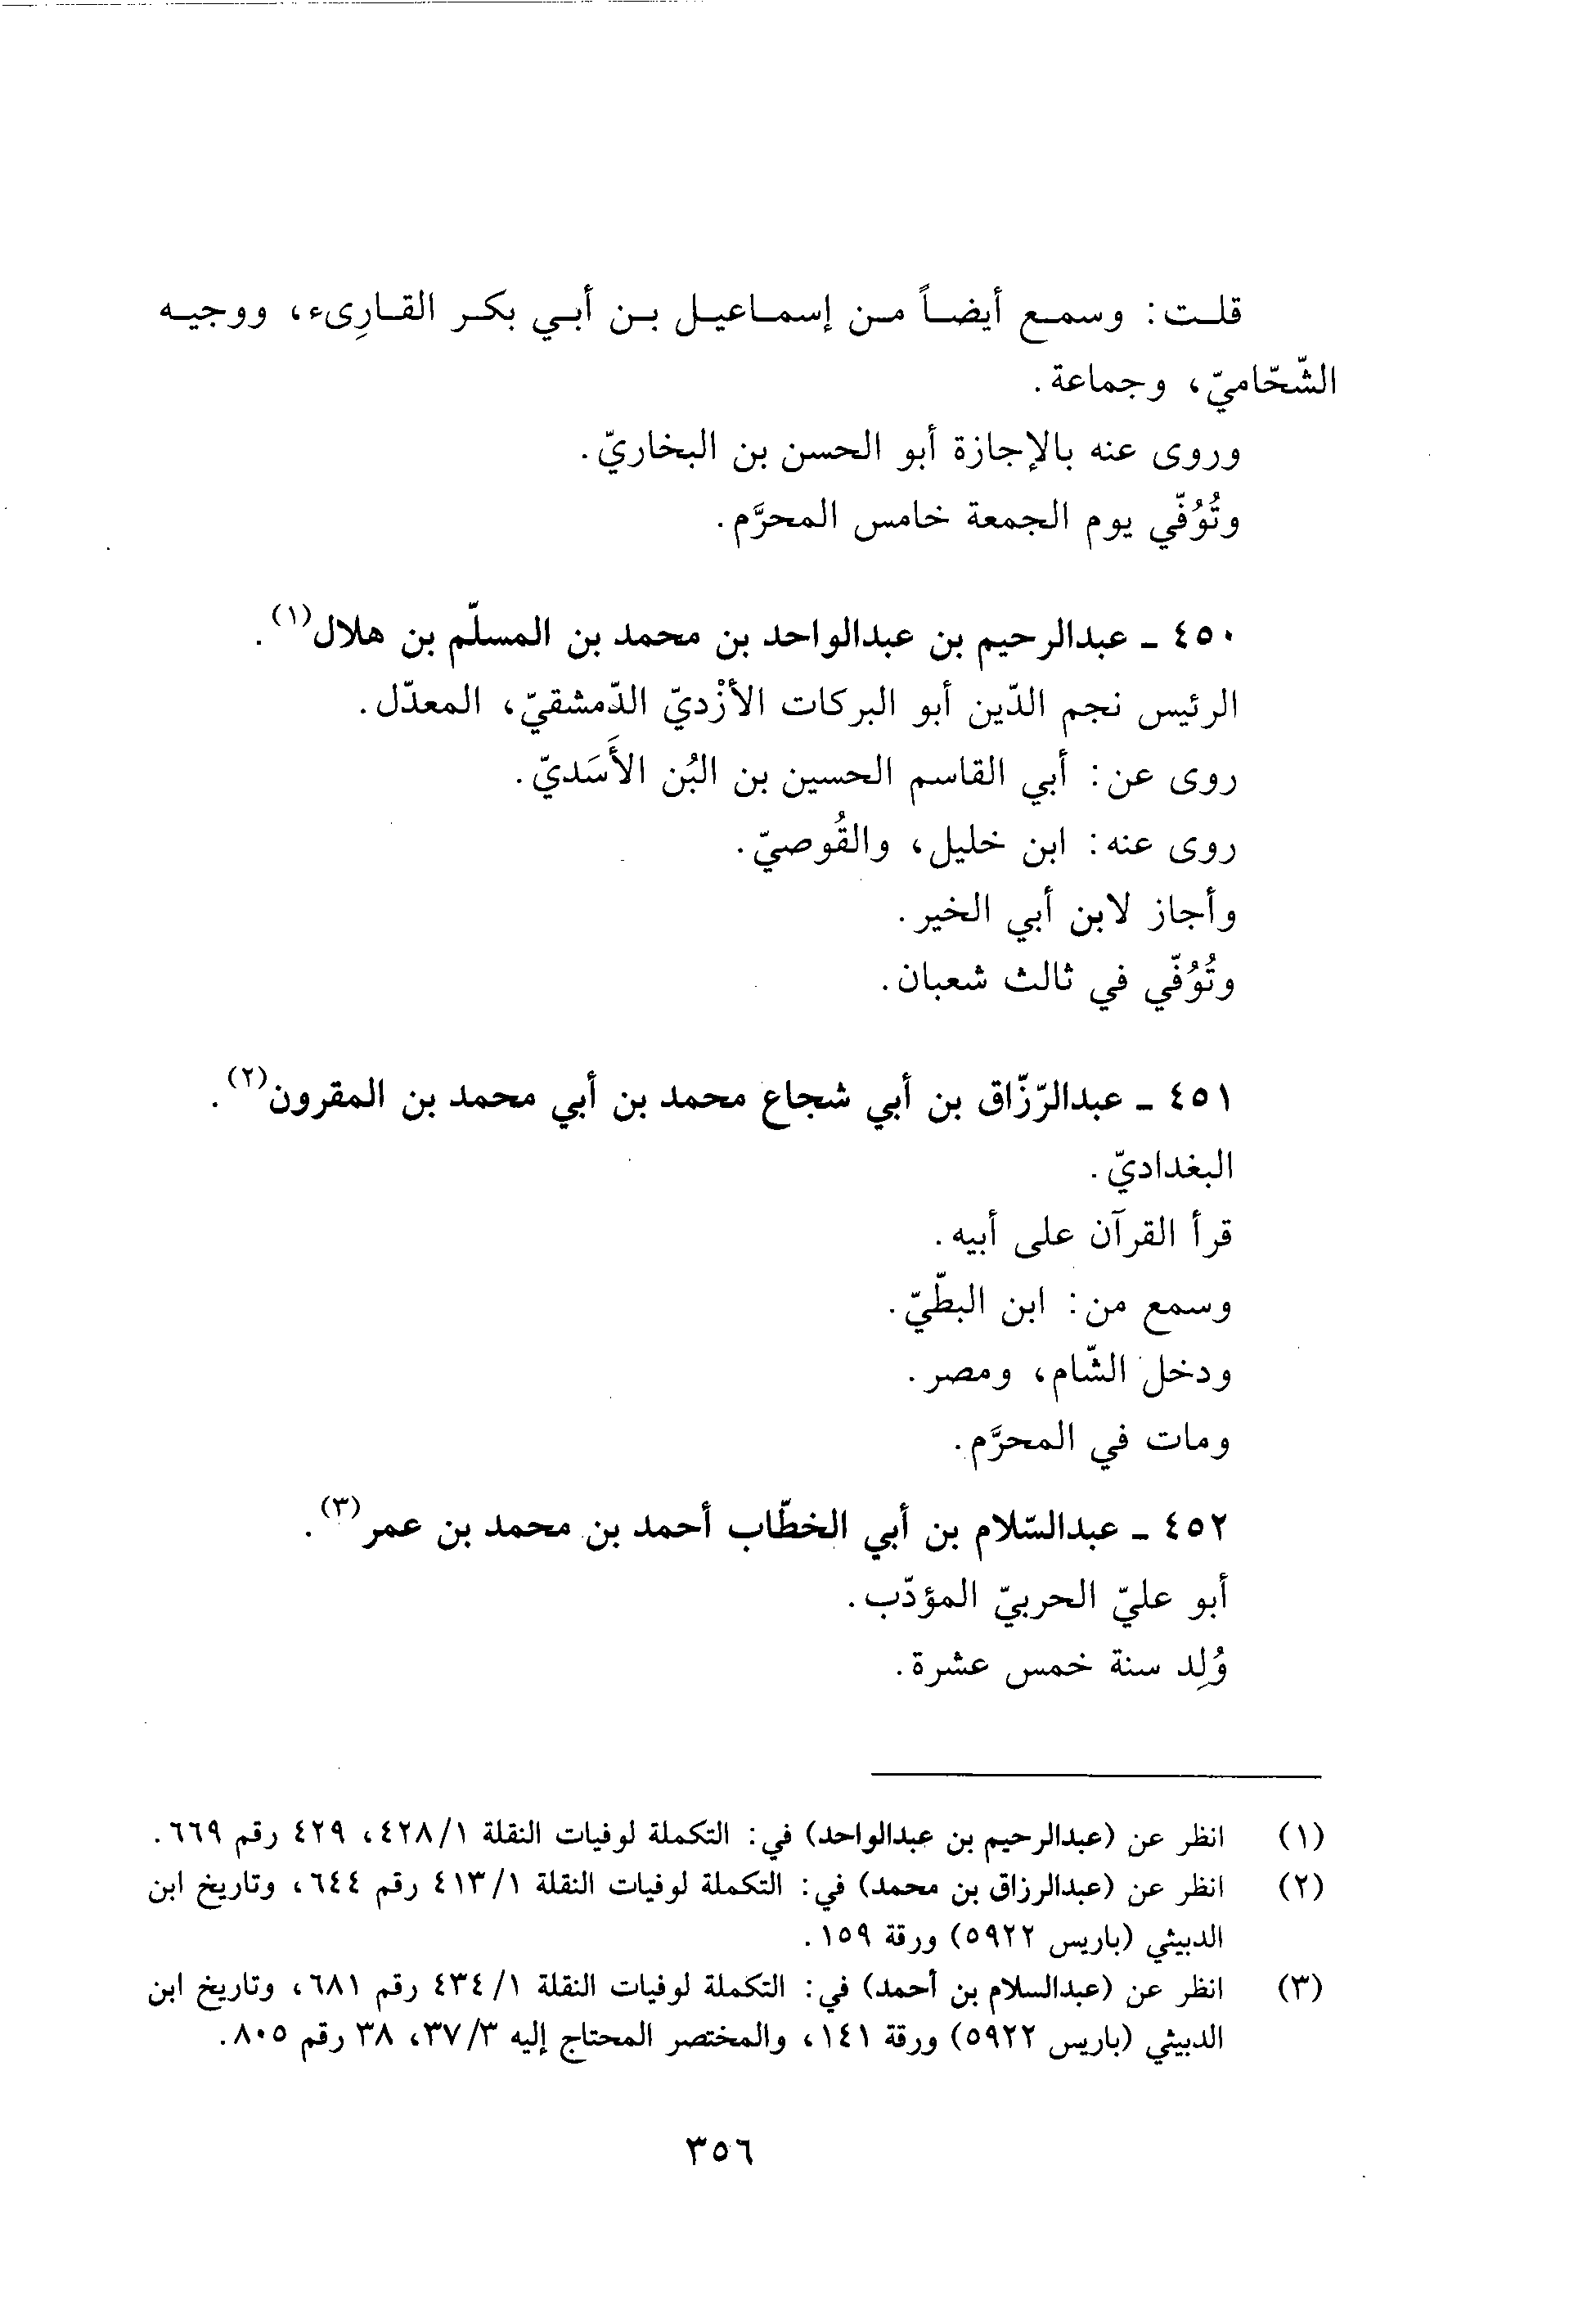 قلت: وسمع أيضاً من إسماعيل بن أبي بكر القارِىء، ووجيه
الشّحّاميّ، وجماعة.
وروى عنه بالإجازة أبو الحسن بن البخاريّ.
وتُوُفّي يوم الجمعة خامس المحرَّم.
٤٥٠ ـ عبدالرحيم بن عبدالواحد بن محمد بن المسلّم بن هلال(١).
الرئيس نجم الدّين أبو البركات الأزْديّ الدّمشقيّ، المعدّل.
روى عن: أبي القاسم الحسين بن البُن الأَسَديّ.
روى عنه: ابن خليل، والقُوصيّ.
وأجاز لابن أبي الخير.
وتُوُفّي في ثالث شعبان.
٤٥١ ـ عبدالرّزّاق بن أبي شجاع محمد بن أبي محمد بن المقرون(٢).
البغداديّ.
قرأ القرآن على أبيه.
وسمع من: ابن البطّيّ.
ودخل الشّام، ومصر.
ومات في المحرَّم.
٤٥٢ ـ عبدالسّلام بن أبي الخطّاب أحمد بن محمد بن عمر(٣).
أبو عليّ الحربيّ المؤدّب.
وُلِد سنة خمس عشرة.
(١) انظر عن (عبدالرحيم بن عبدالواحد) في: التكملة لوفيات النقلة ٤٢٨/١، ٤٢٩ رقم ٦٦٩.
(٢) انظر عن (عبدالرزاق بن محمد) في: التكملة لوفيات النقلة ٤١٣/١ رقم ٦٤٤، وتاريخ ابن
الدبيثي (باريس ٥٩٢٢) ورقة ١٥٩.
(٣) انظر عن (عبدالسلام بن أحمد) في: التكملة لوفيات النقلة ٤٣٤/١ رقم ٦٨١، وتاريخ ابن
الدبيثي (باريس ٥٩٢٢) ورقة ١٤١، والمختصر المحتاج إليه ٣٧/٣، ٣٨ رقم ٨٠٥.
٣٥٦